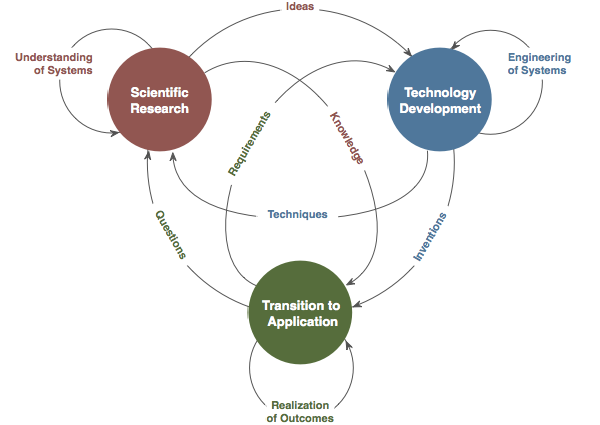 Ideas
Understanding
of Systems
Engineering
of Systems
Scientific
Research
Technology
Development
Requirements
Knowledge
Techniques
Questions
Inventions
Transition to
Application
Realization
of Outcomes